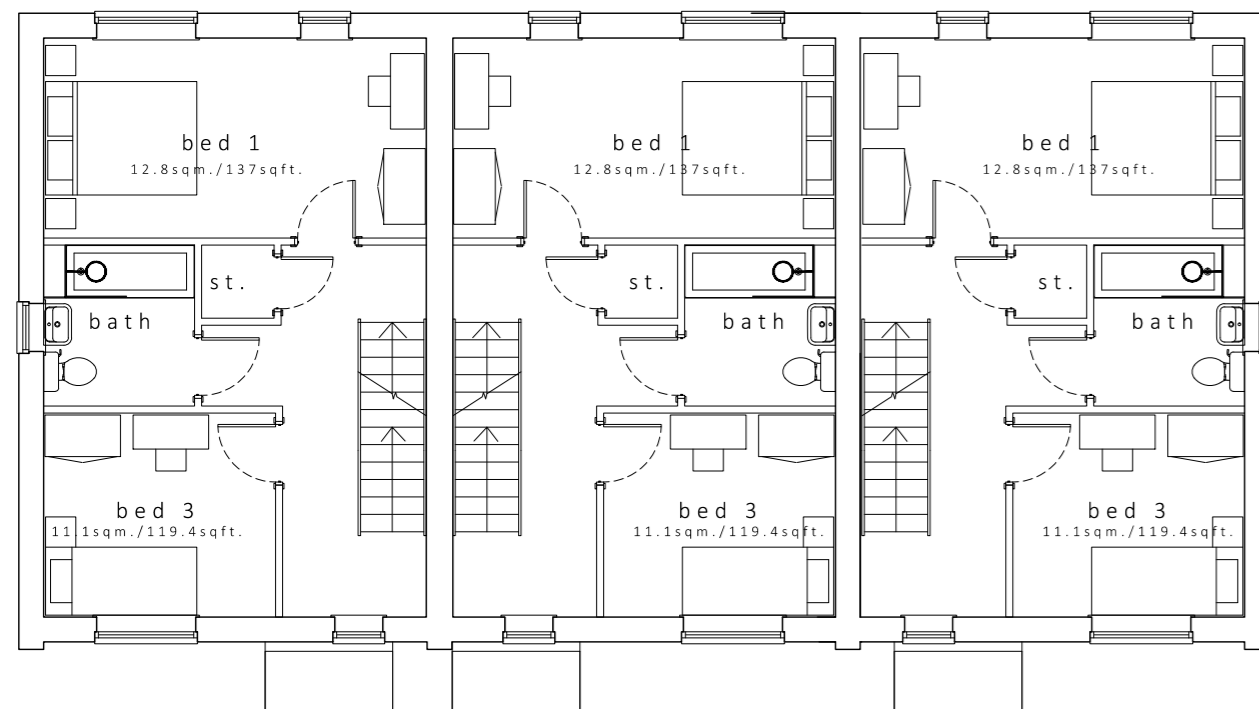 bed 1
12.8sqm./137sqft.
bed 1
12.8sqm./137sqft.
bed 1
12.8sqm./137sqft.
st.
st.
st.
bath
bath
bath
bed 3
11.1sqm./119.4sqft.
bed 3
11.1sqm./119.4sqft.
bed 3
11.1sqm./119.4sqft.